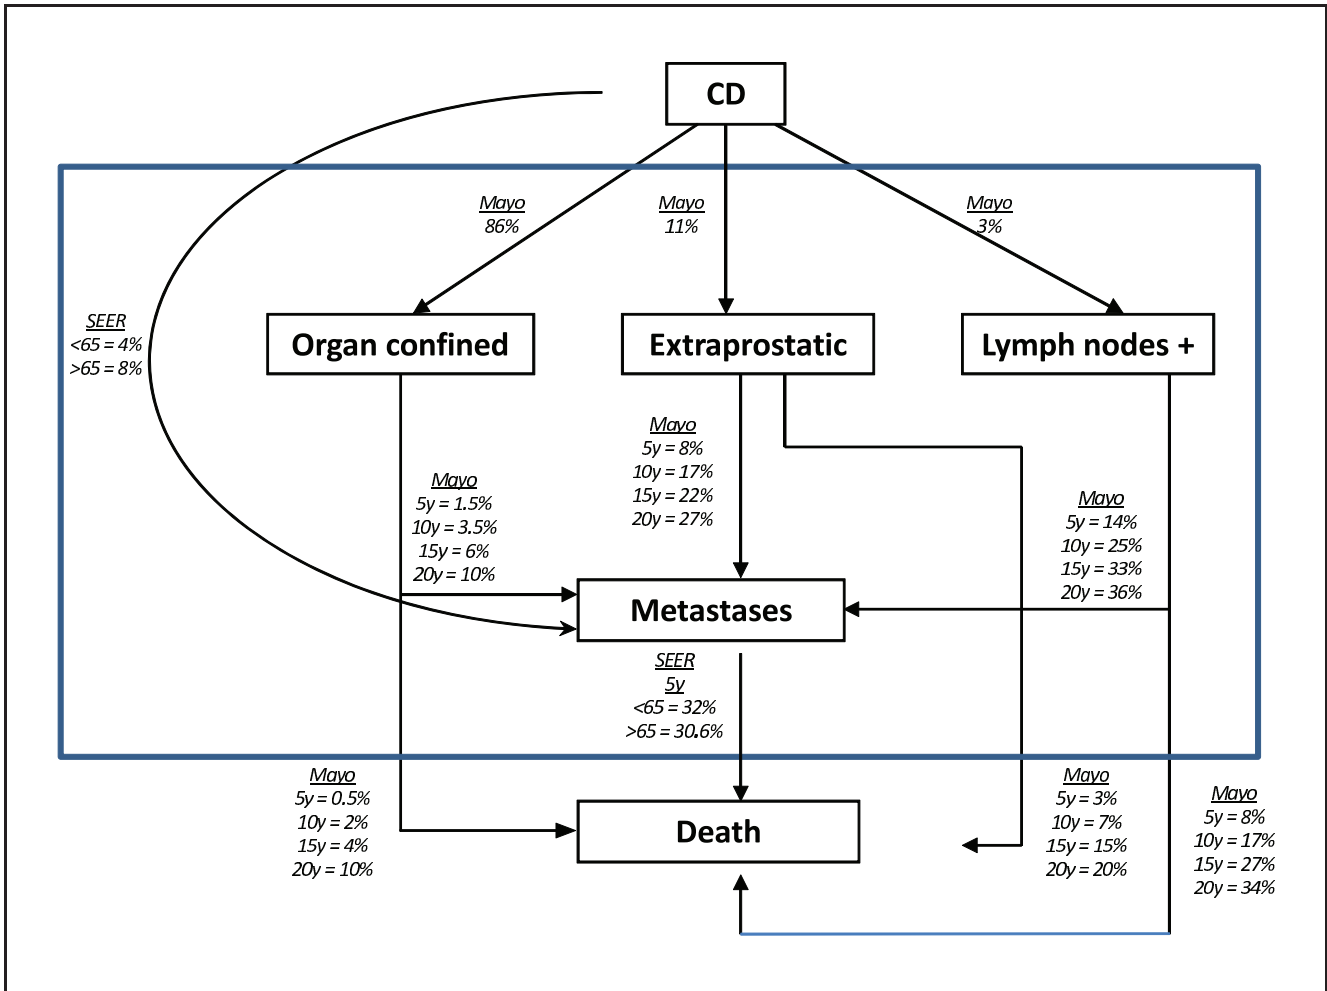 CD
Mayo
86%
Mayo
11%
Mayo
3%
SEER
<65 = 4%
>65 = 8%
Organ confined
Extraprostatic
Lymph nodes +
Mayo
5y = 1.5%
10y = 3.5%
15y = 6%
20y = 10%
Mayo
5y = 8%
10y = 17%
15y = 22%
20y = 27%
Mayo
5y = 14%
10y = 25%
15y = 33%
20y = 36%
Metastases
SEER
5y
<65 = 32%
>65 = 30.6%
Mayo
5y = 0.5%
10y = 2%
15y = 4%
20y = 10%
Death
Mayo
5y = 3%
10y = 7%
15y = 15%
20y = 20%
Mayo
5y = 8%
10y = 17%
15y = 27%
20y = 34%